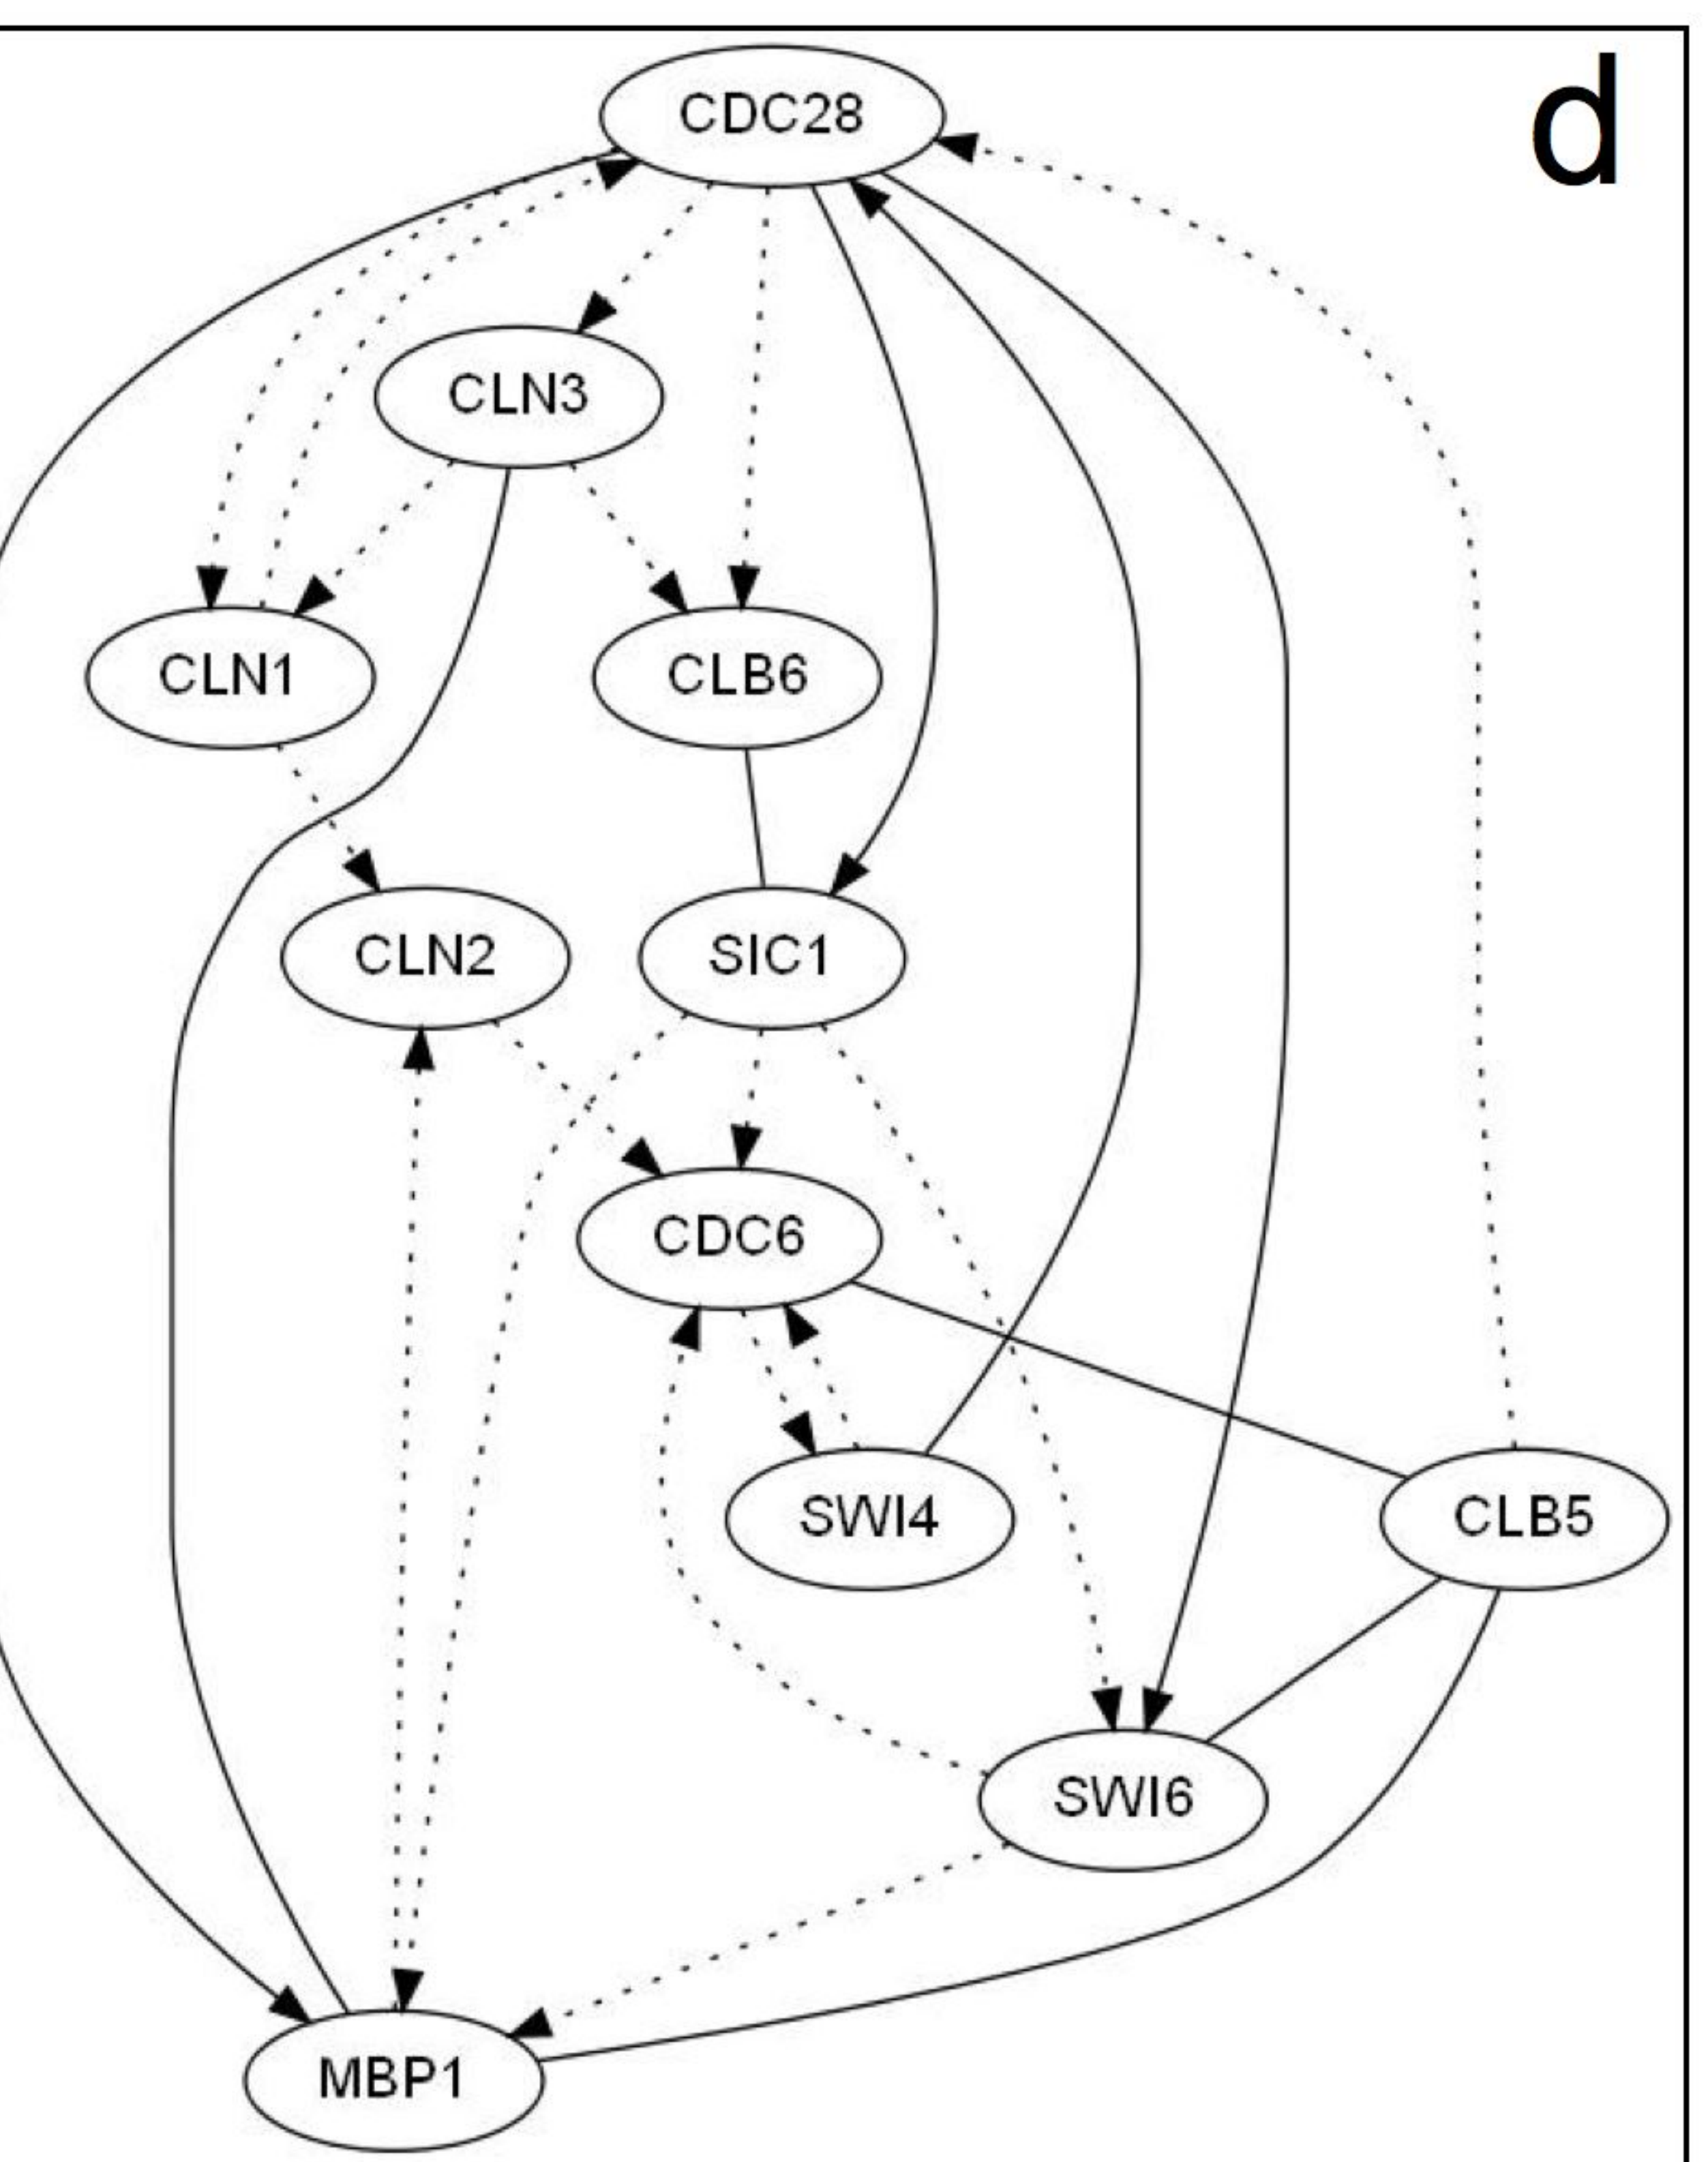 d
CDC28
CLN3
CLN1
CLB6
CLN2
SIC1
CDC6
SWI4
CLB5
SWI6
MBP1